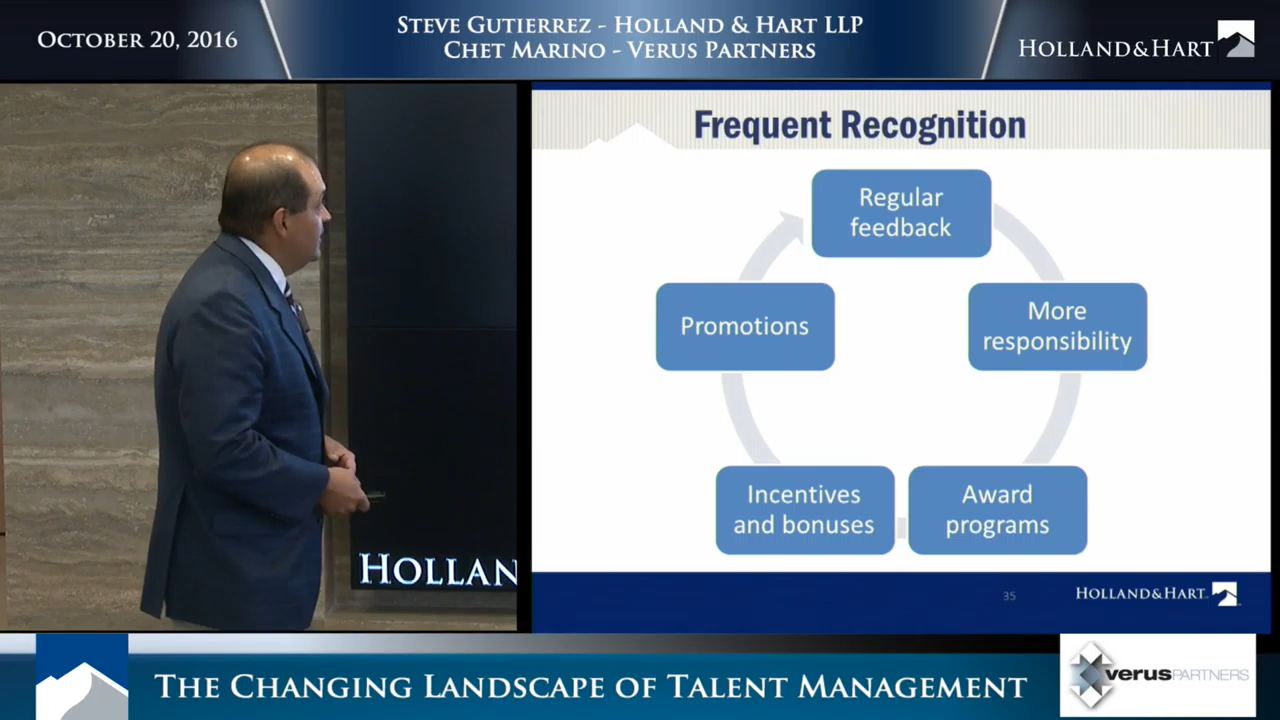 OCTOBER 20, 2016
STEVE GUTIERREZ - HOLLAND & HART LLP
CHET MARINO - VERUS PARTNERS
HOLLAND&HART
Frequent Recognition
Regular
feedback
More
responsibility
Award
programs
Incentives
and bonuses
Promotions
HOLLAN
35
HOLLAND&HART
THE CHANGING LANDSCAPE OF TALENT MANAGEMENT
verusPARTNERS